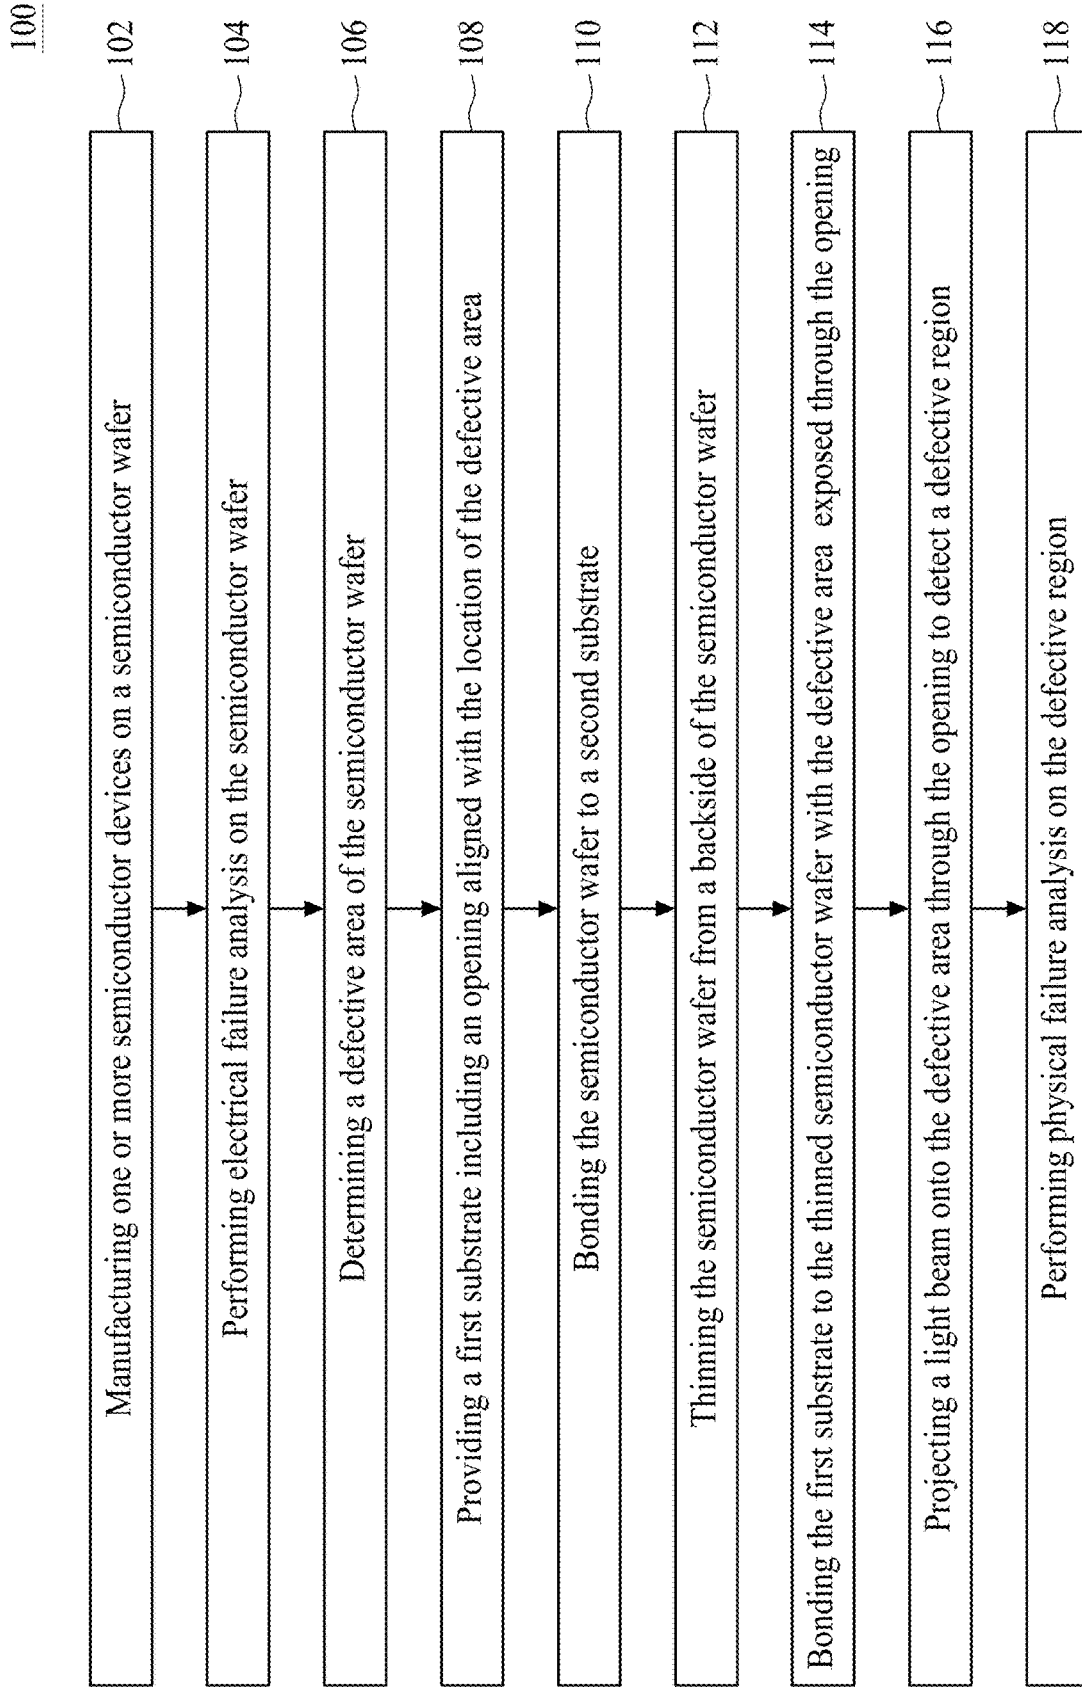 100
Manufacturing one or more semiconductor devices on a semiconductor wafer
102
Performing electrical failure analysis on the semiconductor wafer
104
Determining a defective area of the semiconductor wafer
106
Providing a first substrate including an opening aligned with the location of the defective area
108
Bonding the semiconductor wafer to a second substrate
110
Thinning the semiconductor wafer from a backside of the semiconductor wafer
112
Bonding the first substrate to the thinned semiconductor wafer with the defective area exposed through the opening
114
Projecting a light beam onto the defective area through the opening to detect a defective region
116
Performing physical failure analysis on the defective region
118